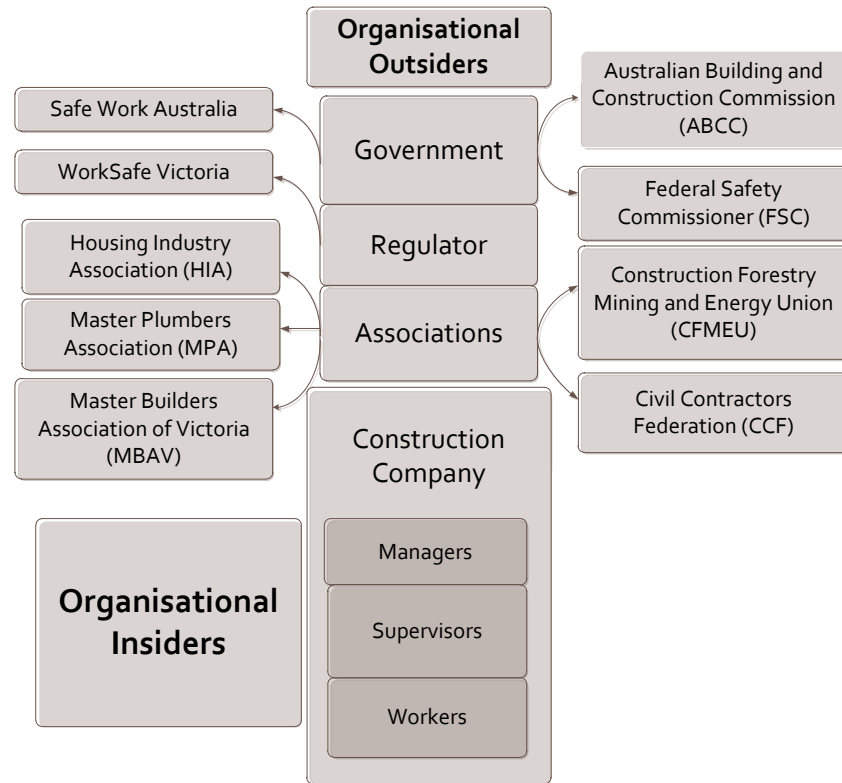 Organisational
Outsiders
Safe Work Australia
WorkSafe Victoria
Housing Industry
Association (HIA)
Master Plumbers
Association (MPA)
Master Builders
Association of Victoria
(MBAV)
Government
Regulator
Associations
Australian Building and
Construction Commission
(ABCC)
Federal Safety
Commissioner (FSC)
Construction Forestry
Mining and Energy Union
(CFMEU)
Civil Contractors
Federation (CCF)
Construction
Company
Managers
Supervisors
Workers
Organisational
Insiders